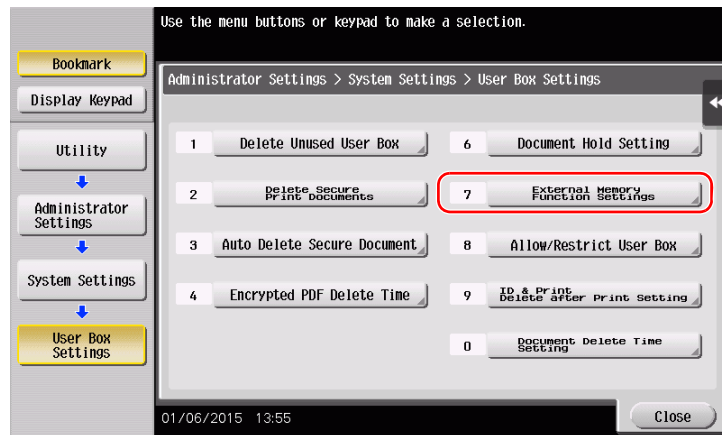 Use the menu buttons or keypad to make a selection.
Bookmark
Display Keypad
Utility
Administrator
Settings
System Settings
User Box
Settings
Administrator Settings > System Settings > User Box Settings
1 Delete Unused User Box
2 Delete Secure
Print Documents
3 Auto Delete Secure Document
4 Encrypted PDF Delete Time
6 Document Hold Setting
7 External Memory
Function Settings
8 Allow/Restrict User Box
9 ID & Print
Delete after Print Setting
0 Document Delete Time
Setting
01/06/2015 13:55
Close